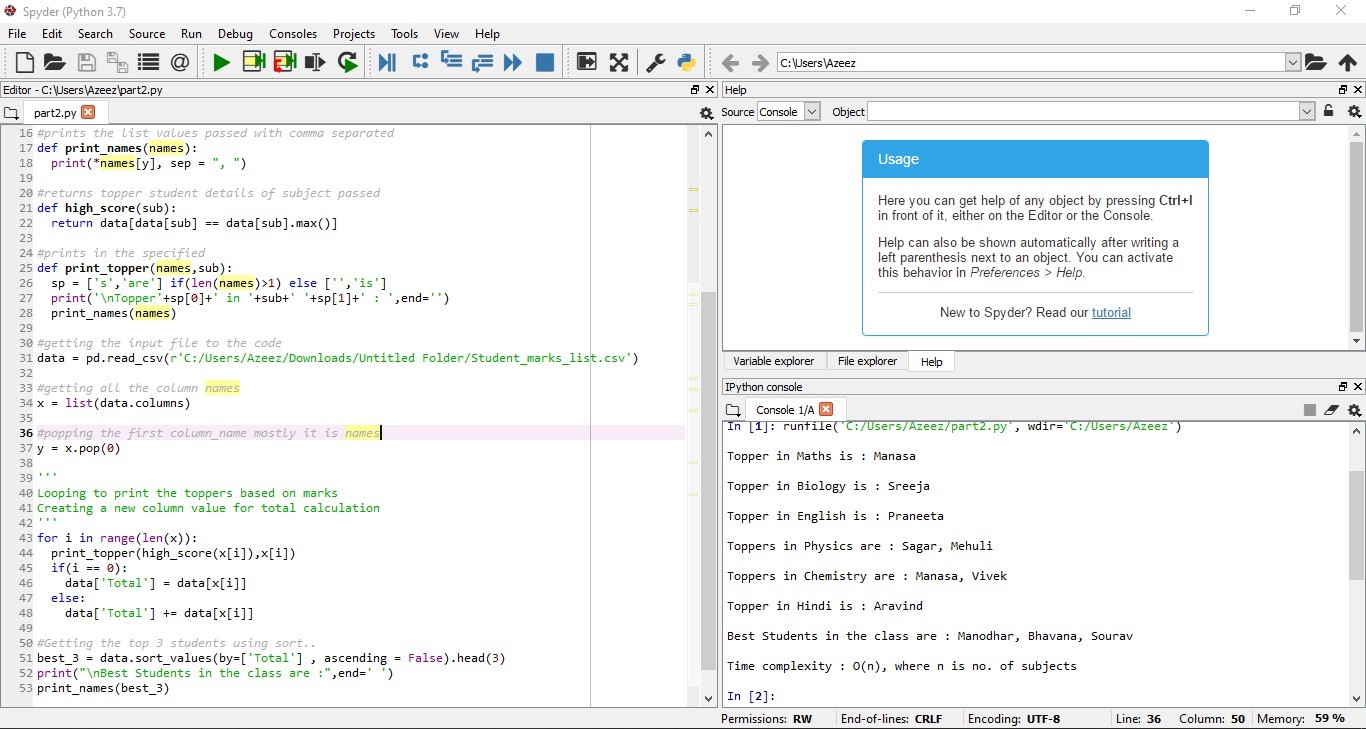 Spyder (Python 3.7)
File Edit Search Source Run Debug Consoles Projects Tools View Help
C:\Users\Azeez
Editor - C:\Users\Azeez\part2.py
part2.py
16 #prints the list values passed with comma separated
17 def print_names(names):
18   print(*names[y], sep = ", ")
19
20 #returns topper student details of subject passed
21 def high_score(sub):
22   return data[data[sub] == data[sub].max()]
23
24 #prints in the specified
25 def print_topper(names,sub):
26   sp = ['s','are'] if(len(names)>1) else ['','is']
27   print('\nTopper'+sp[0]+' in '+sub+' '+sp[1]+' : ',end='')
28   print_names(names)
29
30 #getting the input file to the code
31 data = pd.read_csv(r'C:/Users/Azeez/Downloads/Untitled Folder/Student_marks_list.csv')
32
33 #getting all the column names
34 x = list(data.columns)
35
36 #popping the first column_name mostly it is names
37 y = x.pop(0)
38
39 '''
40 Looping to print the toppers based on marks
41 Creating a new column value for total calculation
42 '''
43 for i in range(len(x)):
44   print_topper(high_score(x[i]),x[i])
45   if(i == 0):
46     data['Total'] = data[x[i]]
47   else:
48     data['Total'] += data[x[i]]
49
50 #Getting the top 3 students using sort..
51 best_3 = data.sort_values(by=['Total'] , ascending = False).head(3)
52 print("\nBest Students in the class are :",end=' ')
53 print_names(best_3)
Help
Source Console Object
Usage
Here you can get help of any object by pressing Ctrl+I
in front of it, either on the Editor or the Console.
Help can also be shown automatically after writing a
left parenthesis next to an object. You can activate
this behavior in Preferences > Help.
New to Spyder? Read our tutorial
Variable explorer File explorer Help
IPython console
Console 1/A
In [1]: runfile('C:/Users/Azeez/part2.py', wdir='C:/Users/Azeez')
Topper in Maths is : Manasa
Topper in Biology is : Sreeja
Topper in English is : Praneeta
Toppers in Physics are : Sagar, Mehuli
Toppers in Chemistry are : Manasa, Vivek
Topper in Hindi is : Aravind
Best Students in the class are : Manodhar, Bhavana, Sourav
Time complexity : O(n), where n is no. of subjects
In [2]:
Permissions: RW End-of-lines: CRLF Encoding: UTF-8 Line: 36 Column: 50 Memory: 59 %